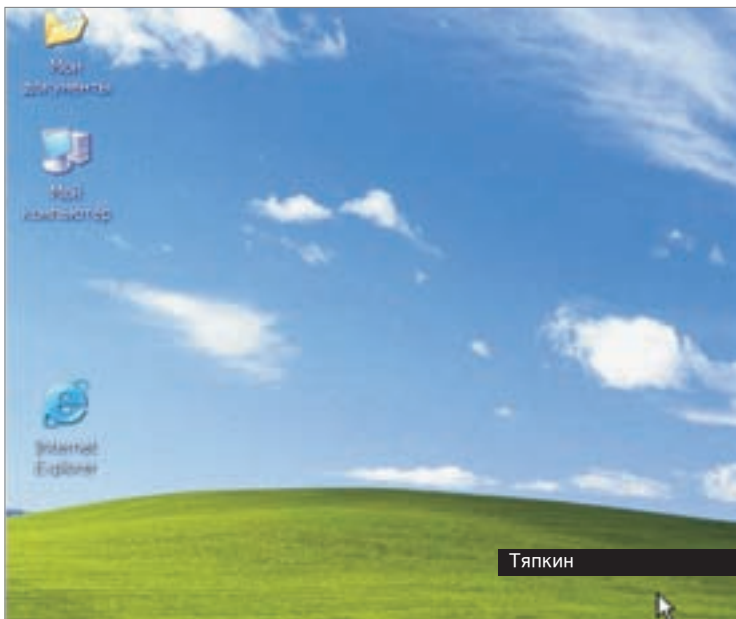 Мои
документы
Мой
компьютер
Internet
Explorer
Тяпкин